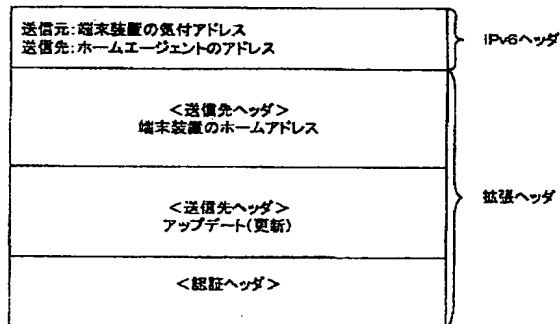 送信元:端末装置の気付アドレス
送信先:ホームエージェントのアドレス
IPv6ヘッダ
<送信先ヘッダ>
端末装置のホームアドレス
<送信先ヘッダ>
アップデート(更新)
拡張ヘッダ
<認証ヘッダ>